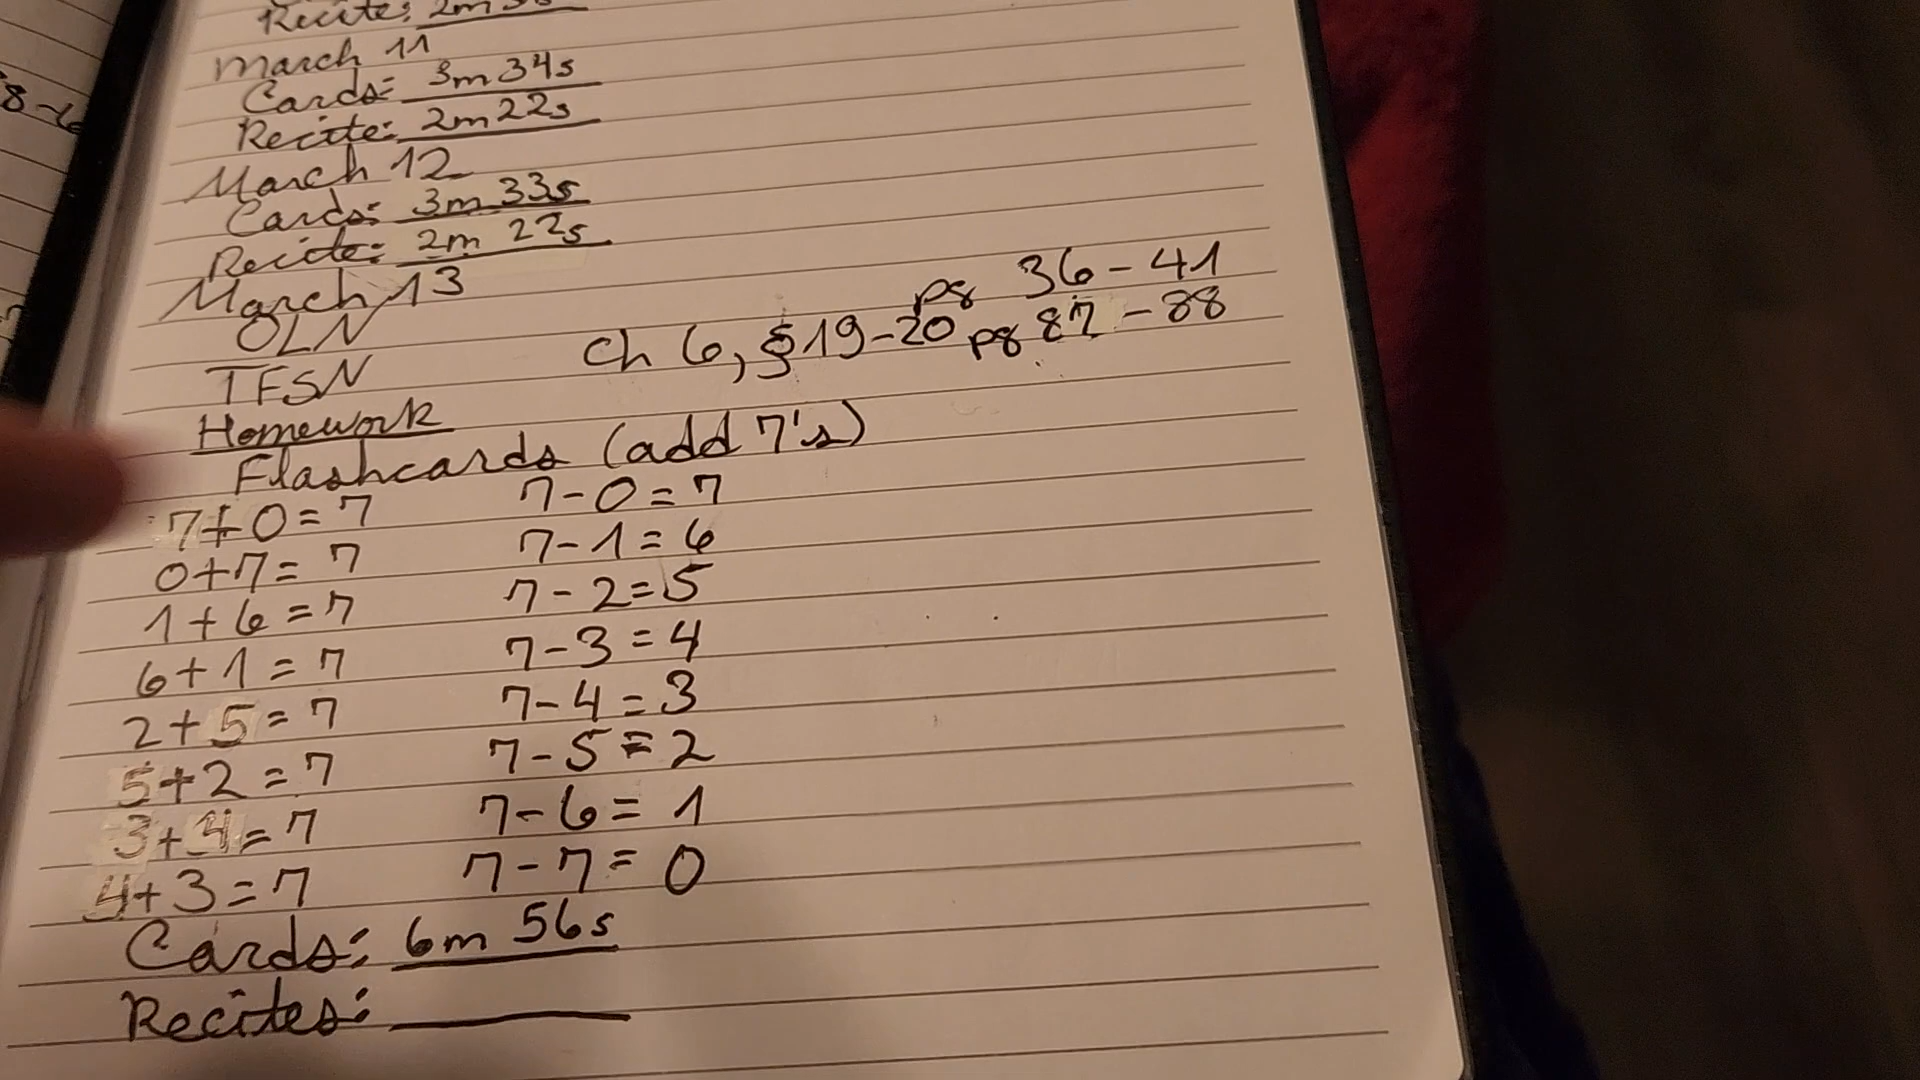 Recite: 2m
March 11
Cards: 3m 34s
Recite: 2m 22s
March 12
Cards: 3m 33s
Recite: 2m 22s
March 13
OLN pg 36-41
TFSN Ch 6, §19-20 pg 87-88
Homework
Flashcards (add 7's)
7+0=7 7-0=7
0+7=7 7-1=6
1+6=7 7-2=5
6+1=7 7-3=4
2+5=7 7-4=3
5+2=7 7-5=2
3+4=7 7-6=1
4+3=7 7-7=0
Cards: 6m 56s
Recites: